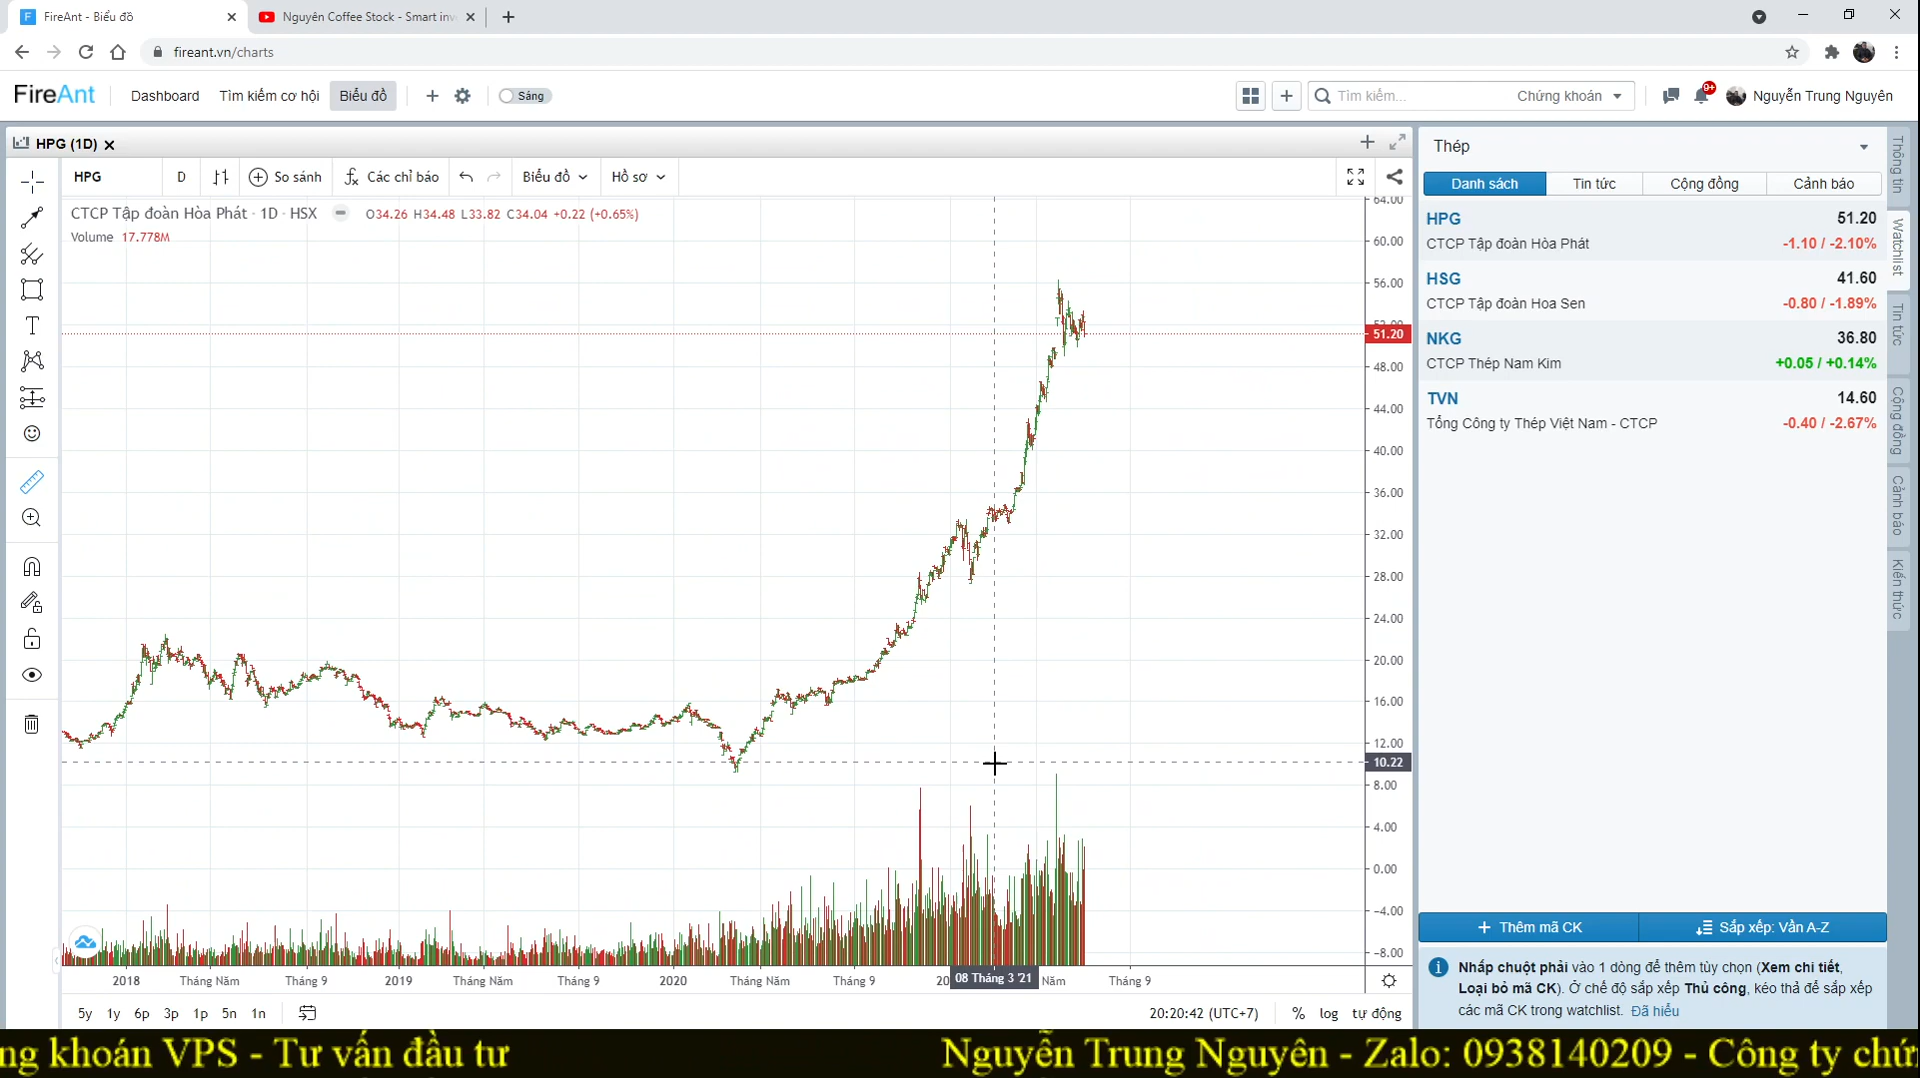 FireAnt - Biểu đồ
Nguyên Coffee Stock - Smart inv
fireant.vn/charts
FireAnt
Dashboard
Tìm kiếm cơ hội
Biểu đồ
Sáng
Tìm kiếm...
Chứng khoán
9+
Nguyễn Trung Nguyên
HPG (1D)
HPG
D
So sánh
Các chỉ báo
Biểu đồ
Hồ sơ
CTCP Tập đoàn Hòa Phát · 1D · HSX
O34.26 H34.48 L33.82 C34.04 +0.22 (+0.65%)
Volume 17.778M
64.00
60.00
56.00
52.00
51.20
48.00
44.00
40.00
36.00
32.00
28.00
24.00
20.00
16.00
12.00
10.22
8.00
4.00
0.00
−4.00
−8.00
2018
Tháng Năm
Tháng 9
2019
Tháng Năm
Tháng 9
2020
Tháng Năm
Tháng 9
20
08 Tháng 3 '21
Năm
Tháng 9
5y 1y 6p 3p 1p 5n 1n
20:20:42 (UTC+7)
%
log
tự động
Thép
Danh sách
Tin tức
Cộng đồng
Cảnh báo
HPG 51.20
CTCP Tập đoàn Hòa Phát -1.10 / -2.10%
HSG 41.60
CTCP Tập đoàn Hoa Sen -0.80 / -1.89%
NKG 36.80
CTCP Thép Nam Kim +0.05 / +0.14%
TVN 14.60
Tổng Công ty Thép Việt Nam - CTCP -0.40 / -2.67%
Thêm mã CK
Sắp xếp: Vần A-Z
Nhấp chuột phải vào 1 dòng để thêm tùy chọn (Xem chi tiết,
Loại bỏ mã CK). Ở chế độ sắp xếp Thủ công, kéo thả để sắp xếp
các mã CK trong watchlist. Đã hiểu
Thông tin
Watchlist
Tin tức
Cộng đồng
Cảnh báo
Kiến thức
ng khoán VPS - Tư vấn đầu tư
Nguyễn Trung Nguyên - Zalo: 0938140209 - Công ty chứn